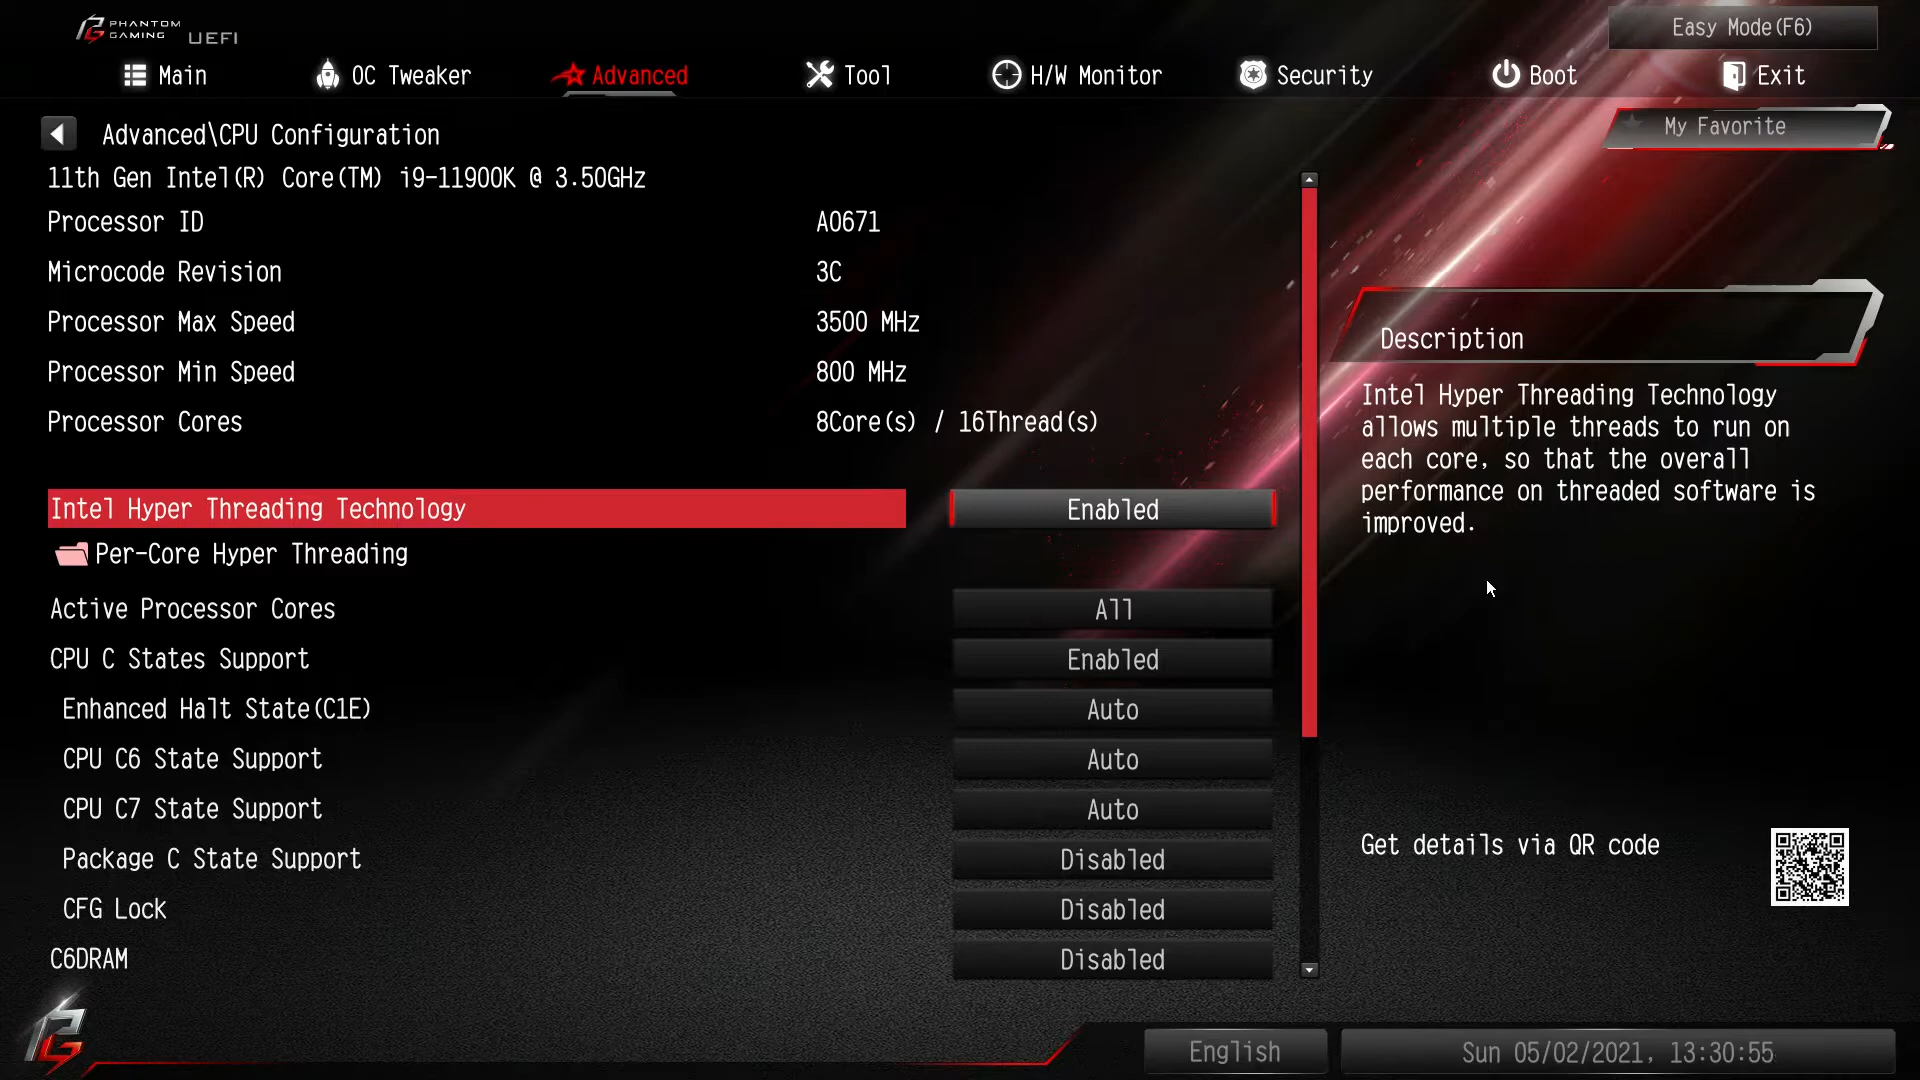 PHANTOM
GAMING UEFI
Easy Mode(F6)
Main OC Tweaker Advanced Tool H/W Monitor Security Boot Exit
My Favorite
Advanced\CPU Configuration
11th Gen Intel(R) Core(TM) i9-11900K @ 3.50GHz
Processor ID A0671
Microcode Revision 3C
Processor Max Speed 3500 MHz
Processor Min Speed 800 MHz
Processor Cores 8Core(s) / 16Thread(s)
Intel Hyper Threading Technology Enabled
Per-Core Hyper Threading
Active Processor Cores All
CPU C States Support Enabled
Enhanced Halt State(C1E) Auto
CPU C6 State Support Auto
CPU C7 State Support Auto
Package C State Support Disabled
CFG Lock Disabled
C6DRAM Disabled
Description
Intel Hyper Threading Technology
allows multiple threads to run on
each core, so that the overall
performance on threaded software is
improved.
Get details via QR code
English
Sun 05/02/2021, 13:30:55